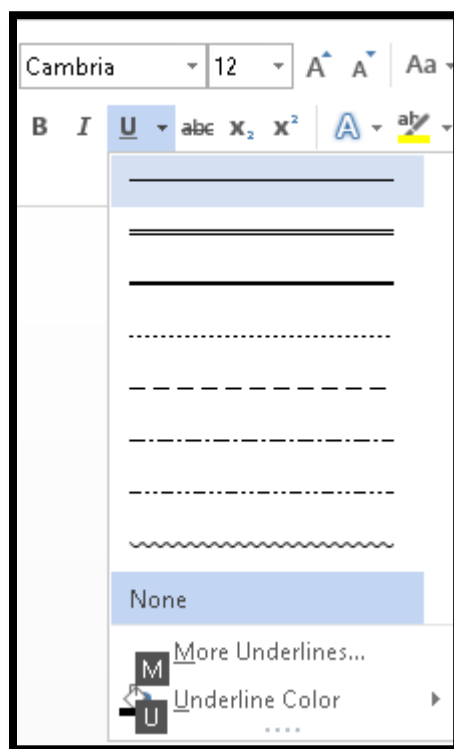 Cambria 12 A A Aa
B I U abc X₂ X² A ab
None
More Underlines...
M
Underline Color
U